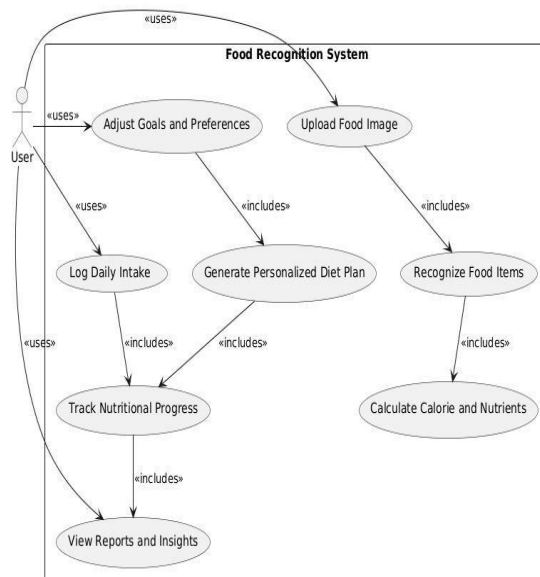 «uses»
Food Recognition System
«uses»
Adjust Goals and Preferences
Upload Food Image
User
«uses»
«includes»
«includes»
Log Daily Intake
Generate Personalized Diet Plan
Recognize Food Items
«uses»
«includes»
«includes»
«includes»
Track Nutritional Progress
Calculate Calorie and Nutrients
«includes»
View Reports and Insights